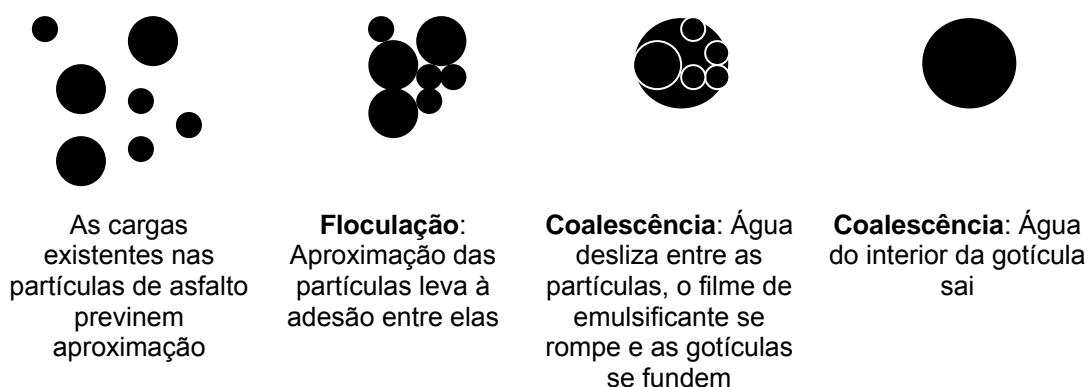 As cargas
existentes nas
partículas de asfalto
previnem
aproximação
Floculação:
Aproximação das
partículas leva à
adesão entre elas
Coalescência: Água
desliza entre as
partículas, o filme de
emulsificante se
rompe e as gotículas
se fundem
Coalescência: Água
do interior da gotícula
sai